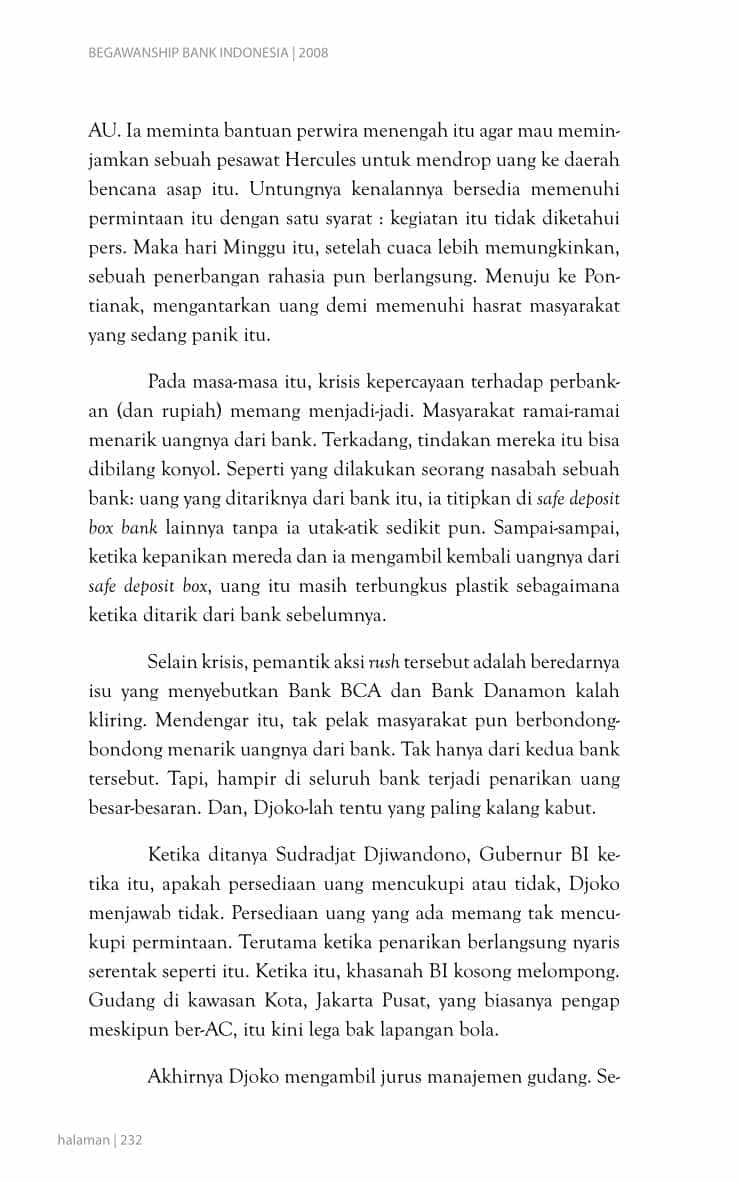 BEGAWANSHIP BANK INDONESIA | 2008
AU. Ia meminta bantuan perwira menengah itu agar mau memin-
jamkan sebuah pesawat Hercules untuk mendrop uang ke daerah
bencana asap itu. Untungnya kenalannya bersedia memenuhi
permintaan itu dengan satu syarat : kegiatan itu tidak diketahui
pers. Maka hari Minggu itu, setelah cuaca lebih memungkinkan,
sebuah penerbangan rahasia pun berlangsung. Menuju ke Pon-
tianak, mengantarkan uang demi memenuhi hasrat masyarakat
yang sedang panik itu.
Pada masa-masa itu, krisis kepercayaan terhadap perbank-
an (dan rupiah) memang menjadi-jadi. Masyarakat ramai-ramai
menarik uangnya dari bank. Terkadang, tindakan mereka itu bisa
dibilang konyol. Seperti yang dilakukan seorang nasabah sebuah
bank: uang yang ditariknya dari bank itu, ia titipkan di safe deposit
box bank lainnya tanpa ia utak-atik sedikit pun. Sampai-sampai,
ketika kepanikan mereda dan ia mengambil kembali uangnya dari
safe deposit box, uang itu masih terbungkus plastik sebagaimana
ketika ditarik dari bank sebelumnya.
Selain krisis, pemantik aksi rush tersebut adalah beredarnya
isu yang menyebutkan Bank BCA dan Bank Danamon kalah
kliring. Mendengar itu, tak pelak masyarakat pun berbondong-
bondong menarik uangnya dari bank. Tak hanya dari kedua bank
tersebut. Tapi, hampir di seluruh bank terjadi penarikan uang
besar-besaran. Dan, Djoko-lah tentu yang paling kalang kabut.
Ketika ditanya Sudradjat Djiwandono, Gubernur BI ke-
tika itu, apakah persediaan uang mencukupi atau tidak, Djoko
menjawab tidak. Persediaan uang yang ada memang tak mencu-
kupi permintaan. Terutama ketika penarikan berlangsung nyaris
serentak seperti itu. Ketika itu, khasanah BI kosong melompong.
Gudang di kawasan Kota, Jakarta Pusat, yang biasanya pengap
meskipun ber-AC, itu kini lega bak lapangan bola.
Akhirnya Djoko mengambil jurus manajemen gudang. Se-
halaman | 232